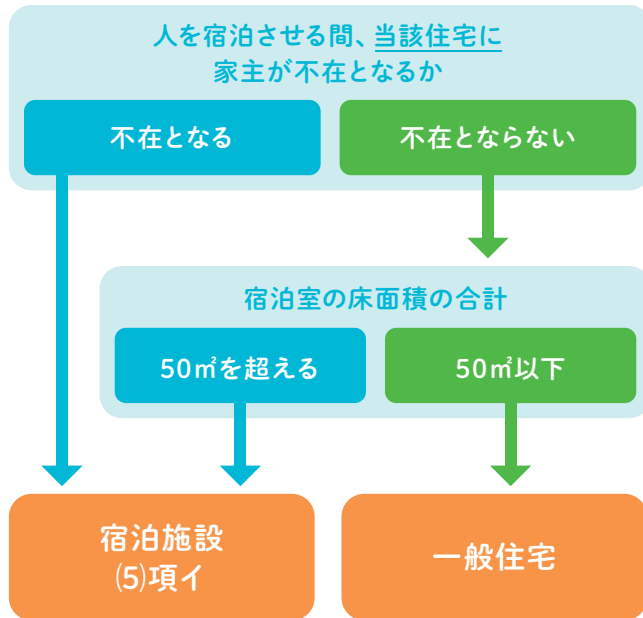 人を宿泊させる間、当該住宅に
家主が不在となるか
不在となる
不在とならない
宿泊室の床面積の合計
50㎡を超える
50㎡以下
宿泊施設
(5)項イ
一般住宅